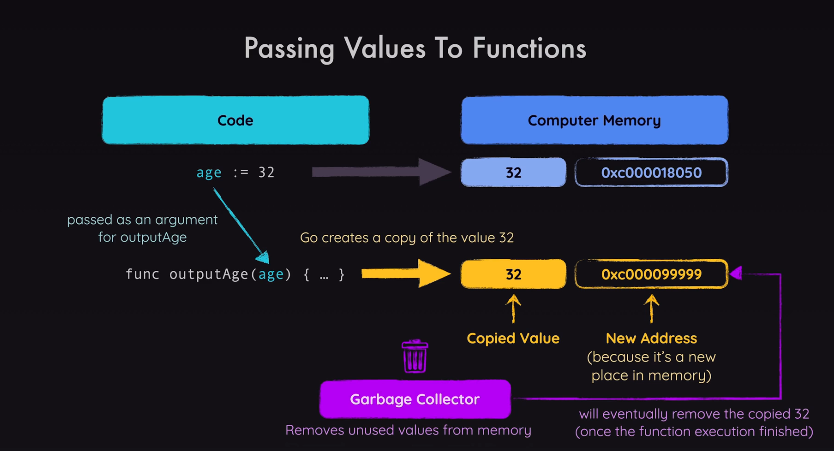 Passing Values To Functions
Code
Computer Memory
age := 32
32
0xc000018050
passed as an argument
for outputAge
Go creates a copy of the value 32
func outputAge(age) { … }
32
0xc000099999
Copied Value
New Address
(because it's a new
place in memory)
Garbage Collector
Removes unused values from memory
will eventually remove the copied 32
(once the function execution finished)